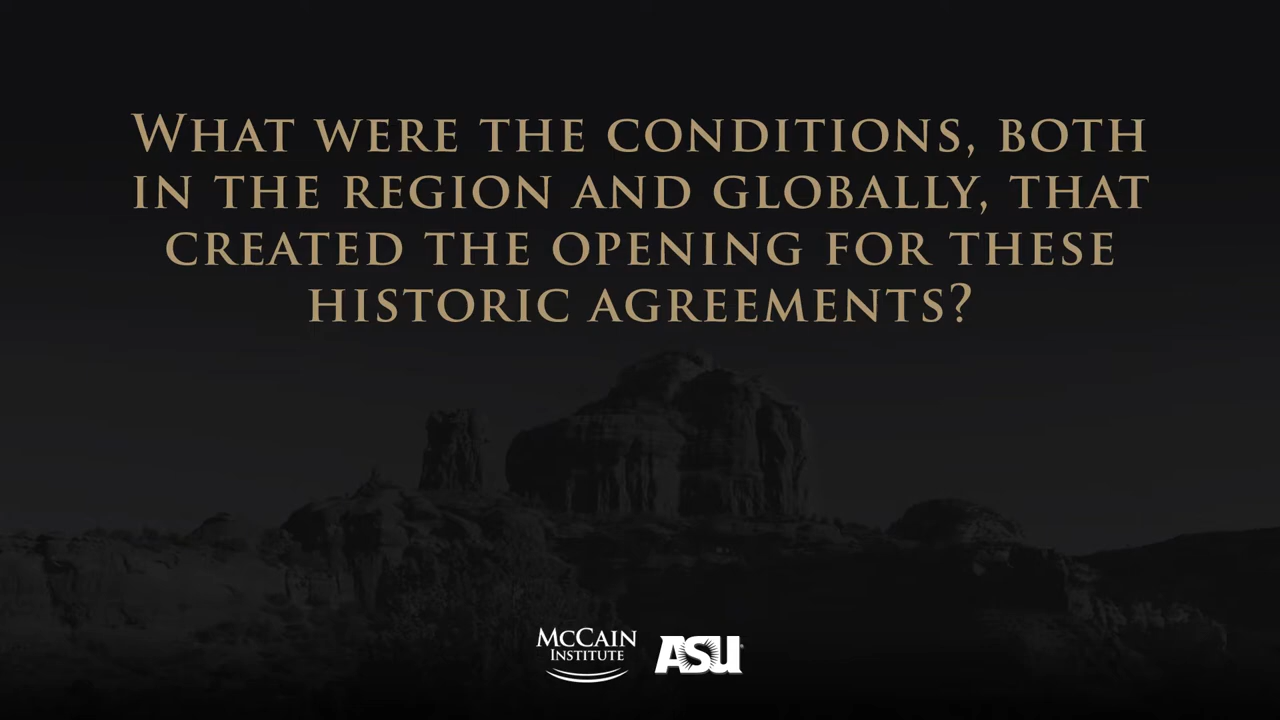 What were the conditions, both
in the region and globally, that
created the opening for these
historic agreements?
McCain
Institute
ASU